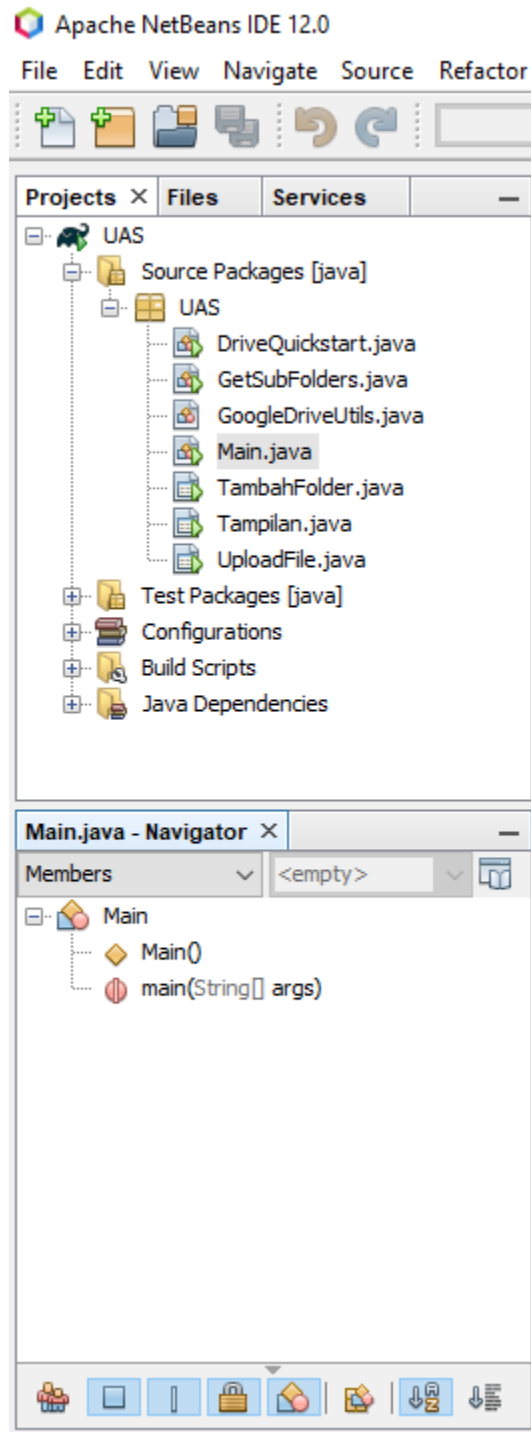 Apache NetBeans IDE 12.0
File Edit View Navigate Source Refactor
Projects Files Services
UAS
Source Packages [java]
UAS
DriveQuickstart.java
GetSubFolders.java
GoogleDriveUtils.java
Main.java
TambahFolder.java
Tampilan.java
UploadFile.java
Test Packages [java]
Configurations
Build Scripts
Java Dependencies
Main.java - Navigator
Members <empty>
Main
Main()
main(String[] args)